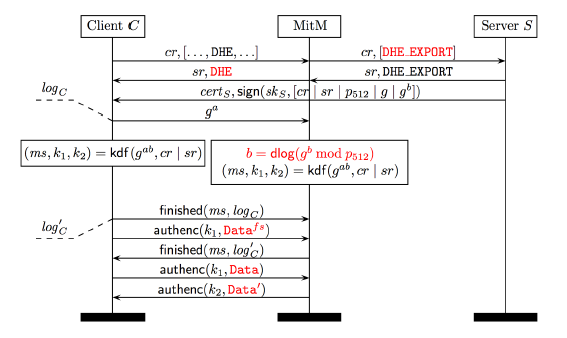 Client C MitM Server S
cr, [..., DHE, ...] cr, [DHE_EXPORT]
sr, DHE sr, DHE_EXPORT
cert_S, sign(sk_S, [cr | sr | p_512 | g | g^b])
log_C
g^a
(ms, k_1, k_2) = kdf(g^{ab}, cr | sr)
b = dlog(g^b mod p_512)
(ms, k_1, k_2) = kdf(g^{ab}, cr | sr)
finished(ms, log_C)
log'_C
authenc(k_1, Data^{fs})
finished(ms, log'_C)
authenc(k_1, Data)
authenc(k_2, Data')